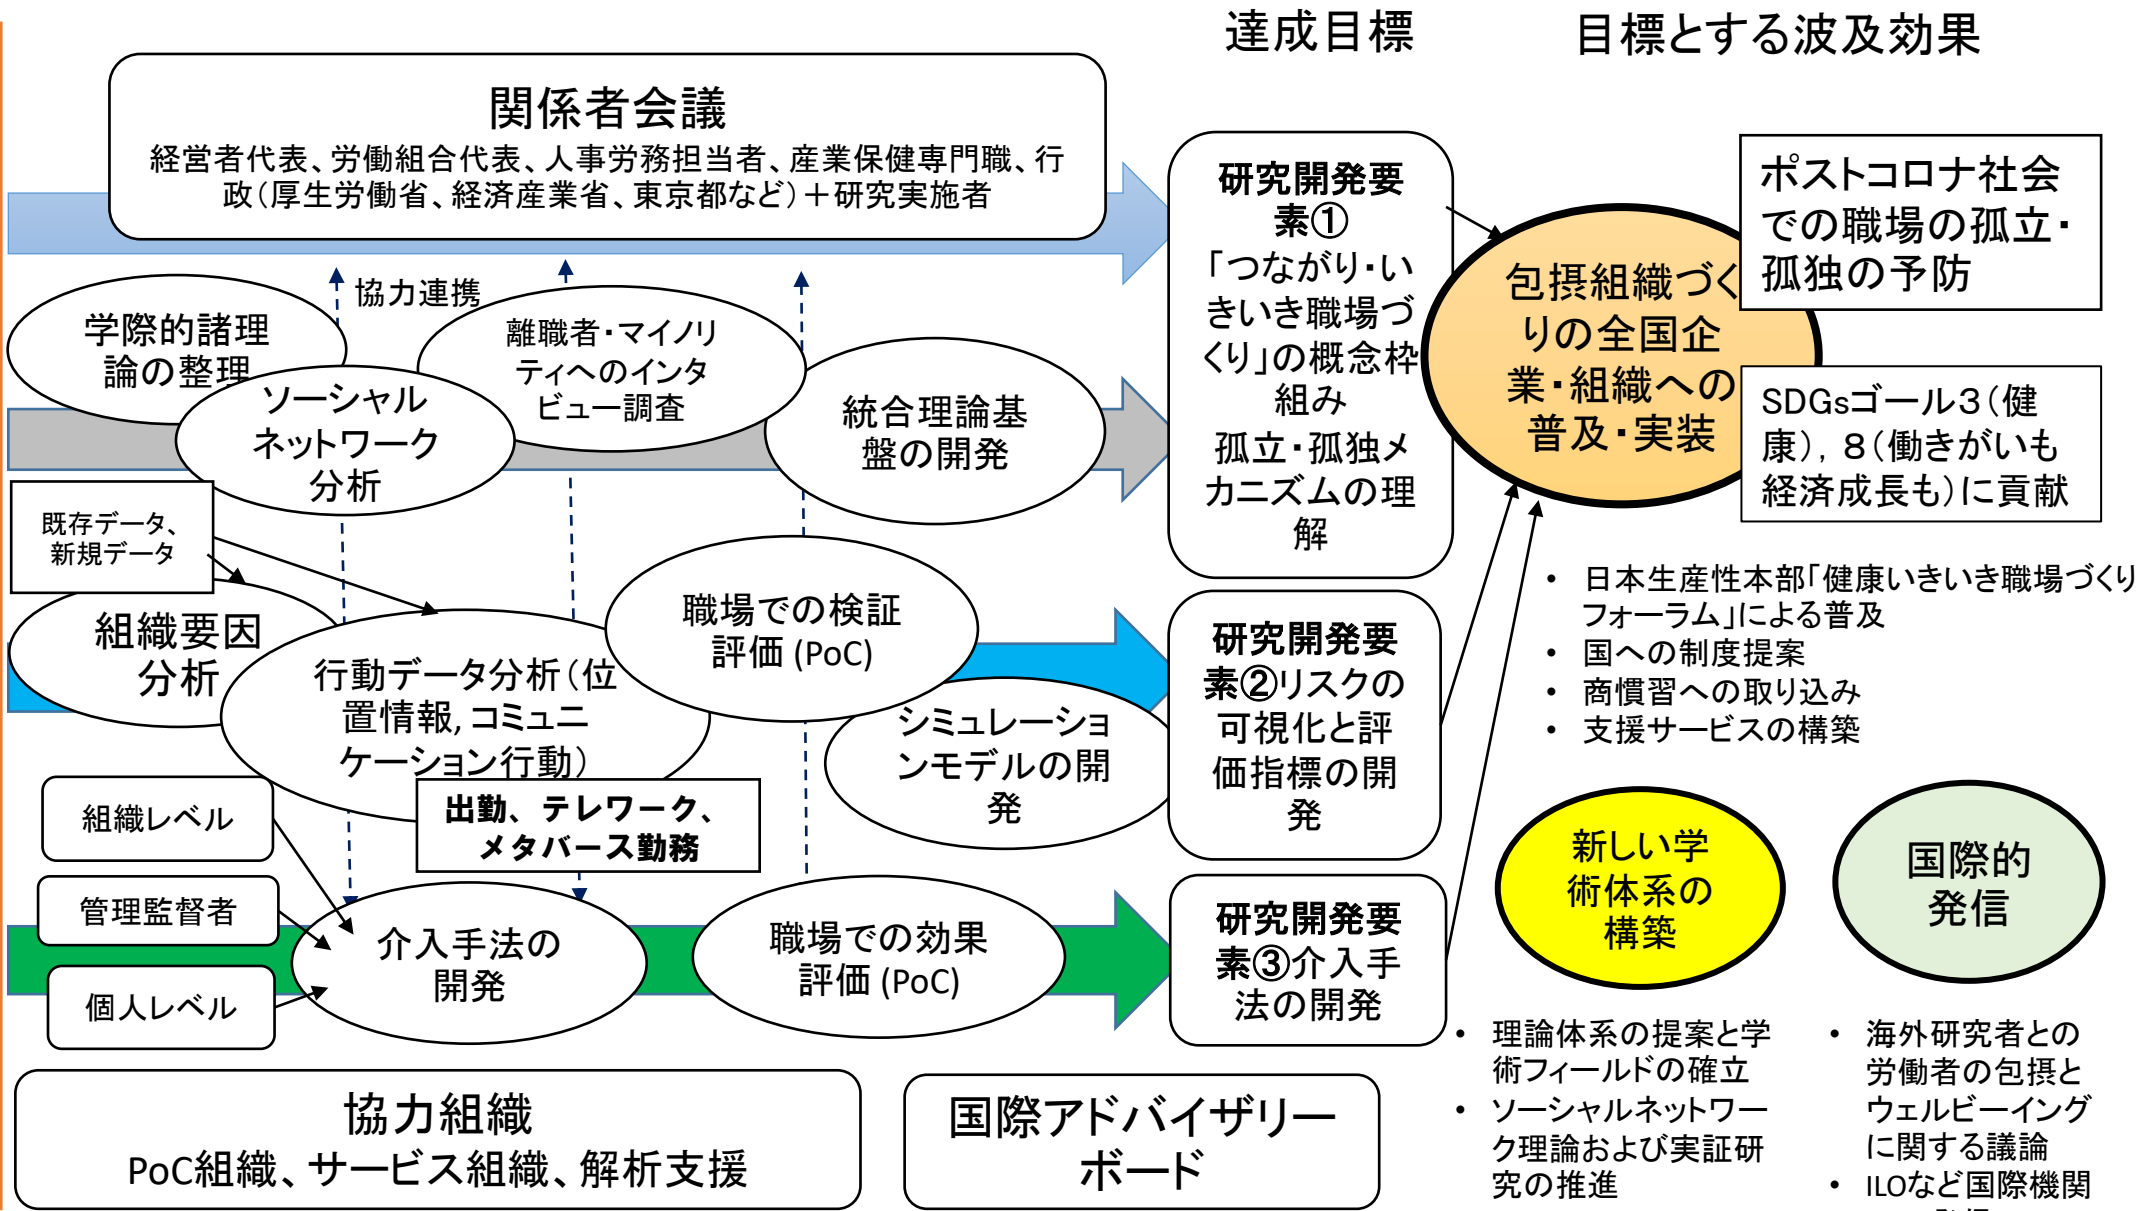 達成目標
目標とする波及効果
関係者会議
経営者代表、労働組合代表、人事労務担当者、産業保健専門職、行
政（厚生労働省、経済産業省、東京都など）＋研究実施者
協力連携
学際的諸理
論の整理
ソーシャル
ネットワーク
分析
離職者・マイノリ
ティへのインタ
ビュー調査
統合理論基
盤の開発
既存データ、
新規データ
組織要因
分析
行動データ分析（位
置情報，コミュニ
ケーション行動）
職場での検証
評価 (PoC)
シミュレーショ
ンモデルの開
発
出勤、テレワーク、
メタバース勤務
組織レベル
管理監督者
個人レベル
介入手法の
開発
職場での効果
評価 (PoC)
協力組織
PoC組織、サービス組織、解析支援
国際アドバイザリー
ボード
研究開発要
素①
「つながり・い
きいき職場づ
くり」の概念枠
組み
孤立・孤独メ
カニズムの理
解
研究開発要
素②リスクの
可視化と評
価指標の開
発
研究開発要
素③介入手
法の開発
包摂組織づく
りの全国企
業・組織への
普及・実装
ポストコロナ社会
での職場の孤立・
孤独の予防
SDGsゴール３（健
康），８（働きがいも
経済成長も）に貢献
• 日本生産性本部「健康いきいき職場づくり
フォーラム」による普及
• 国への制度提案
• 商慣習への取り込み
• 支援サービスの構築
新しい学
術体系の
構築
国際的
発信
• 理論体系の提案と学
術フィールドの確立
• ソーシャルネットワー
ク理論および実証研
究の推進
• 海外研究者との
労働者の包摂と
ウェルビーイング
に関する議論
• ILOなど国際機関